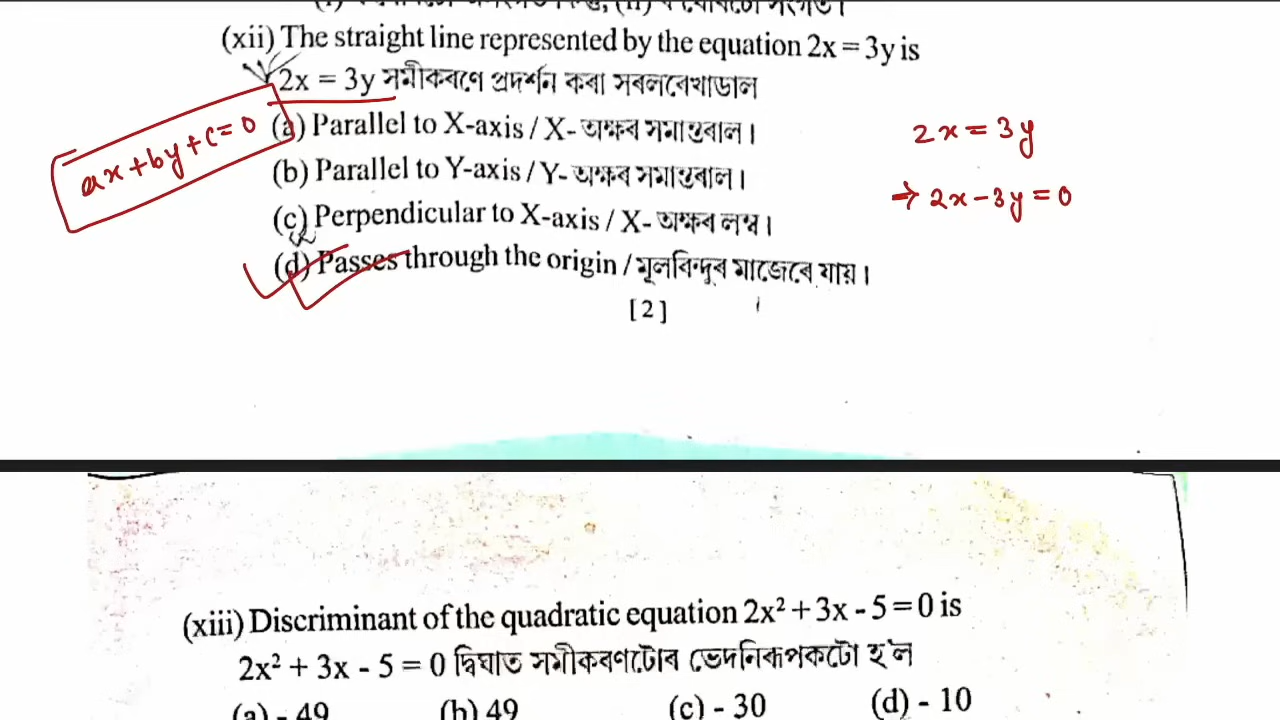 (xii) The straight line represented by the equation 2x = 3y is
2x = 3y সমীকৰণে প্ৰদৰ্শন কৰা সৰলৰেখাডাল
ax+by+c=0
(a) Parallel to X-axis / X- অক্ষৰ সমান্তৰাল।
2x = 3y
(b) Parallel to Y-axis / Y- অক্ষৰ সমান্তৰাল।
⇒ 2x-3y=0
(c) Perpendicular to X-axis / X- অক্ষৰ লম্ব।
(d) Passes through the origin / মূলবিন্দুৰ মাজেৰে যায়।
[2]
(xiii) Discriminant of the quadratic equation 2x² + 3x - 5 = 0 is
2x² + 3x - 5 = 0 দ্বিঘাত সমীকৰণটোৰ ভেদনিৰূপকটো হ'ল
(a) - 49 (b) 49 (c) - 30 (d) - 10